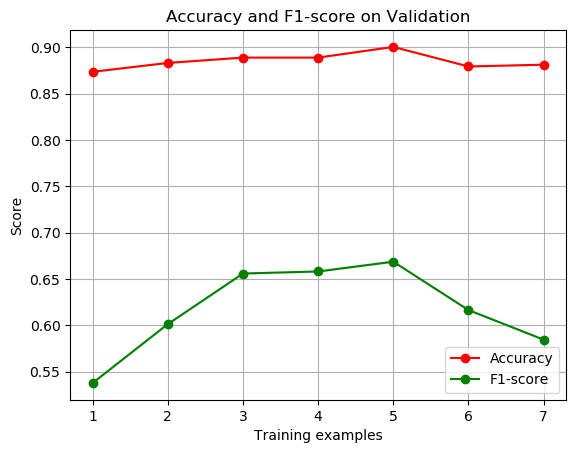 Accuracy and F1-score on Validation
0.90
0.85
0.80
0.75
0.70
0.65
0.60
0.55
Score
1 2 3 4 5 6 7
Training examples
Accuracy
F1-score